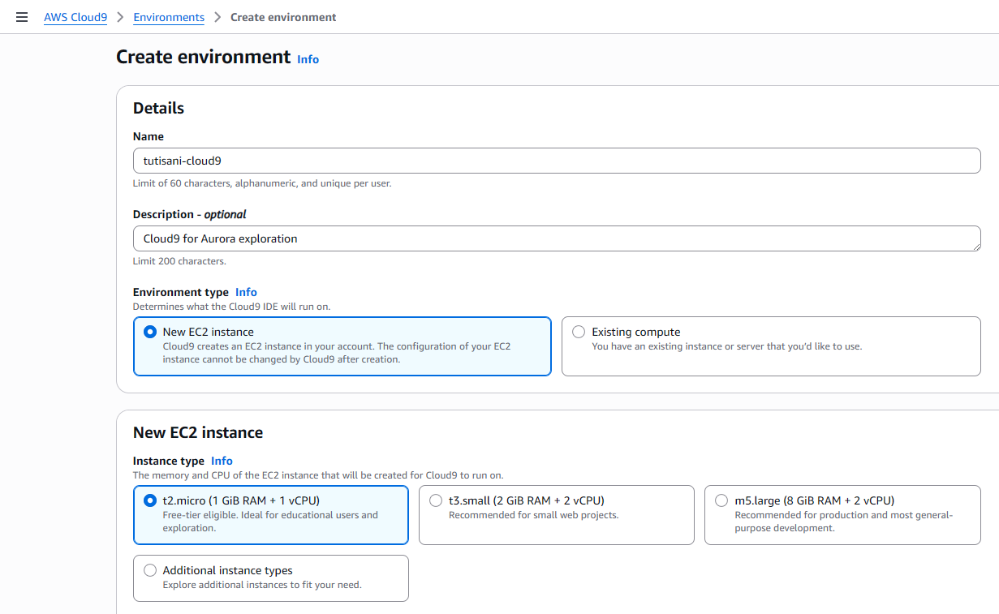 AWS Cloud9 > Environments > Create environment
Create environment Info
Details
Name
tutisani-cloud9
Limit of 60 characters, alphanumeric, and unique per user.
Description - optional
Cloud9 for Aurora exploration
Limit 200 characters.
Environment type Info
Determines what the Cloud9 IDE will run on.
New EC2 instance
Cloud9 creates an EC2 instance in your account. The configuration of your EC2
instance cannot be changed by Cloud9 after creation.
Existing compute
You have an existing instance or server that you’d like to use.
New EC2 instance
Instance type Info
The memory and CPU of the EC2 instance that will be created for Cloud9 to run on.
t2.micro (1 GiB RAM + 1 vCPU)
Free-tier eligible. Ideal for educational users and
exploration.
t3.small (2 GiB RAM + 2 vCPU)
Recommended for small web projects.
m5.large (8 GiB RAM + 2 vCPU)
Recommended for production and most general-
purpose development.
Additional instance types
Explore additional instances to fit your need.